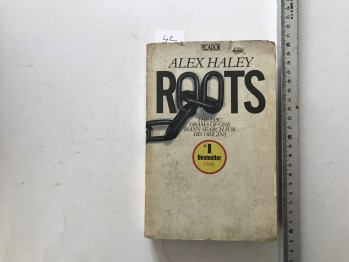 42
PICADOR
ALEX HALEY
ROOTS
THE EPIC
DRAMA OF ONE
MAN'S SEARCH FOR
HIS ORIGINS
#1
Bestseller